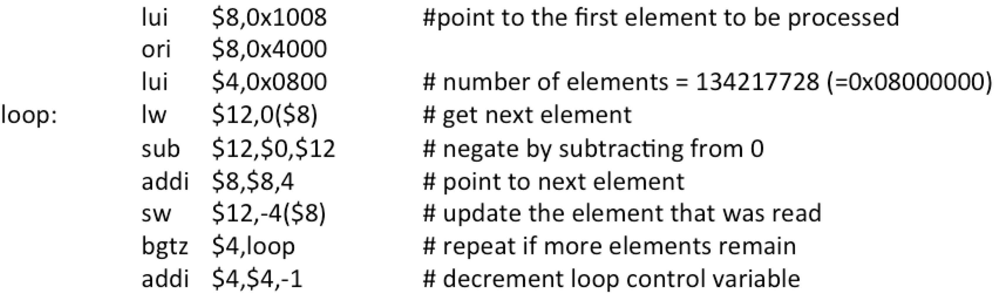 lui $8,0x1008 #point to the first element to be processed
ori $8,0x4000
lui $4,0x0800 # number of elements = 134217728 (=0x08000000)
loop: lw $12,0($8) # get next element
sub $12,$0,$12 # negate by subtracting from 0
addi $8,$8,4 # point to next element
sw $12,-4($8) # update the element that was read
bgtz $4,loop # repeat if more elements remain
addi $4,$4,-1 # decrement loop control variable